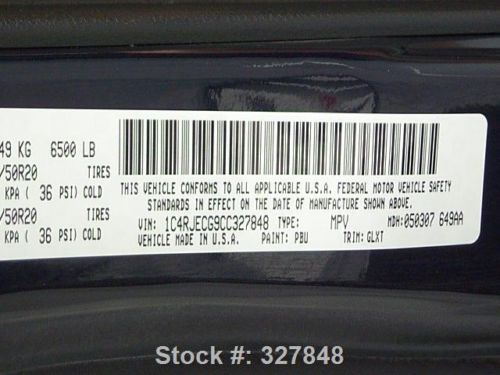 49 KG 6500 LB
/50R20 TIRES
KPA ( 36 PSI) COLD
/50R20 TIRES
KPA ( 36 PSI) COLD
THIS VEHICLE CONFORMS TO ALL APPLICABLE U.S.A. FEDERAL MOTOR VEHICLE SAFETY
STANDARDS IN EFFECT ON THE DATE OF MANUFACTURE SHOWN ABOVE.
VIN: 1C4RJECG9CC327848 TYPE: MPV MDH:050307 649AA
VEHICLE MADE IN U.S.A. PAINT: PBU TRIM: GLXT
Stock #: 327848